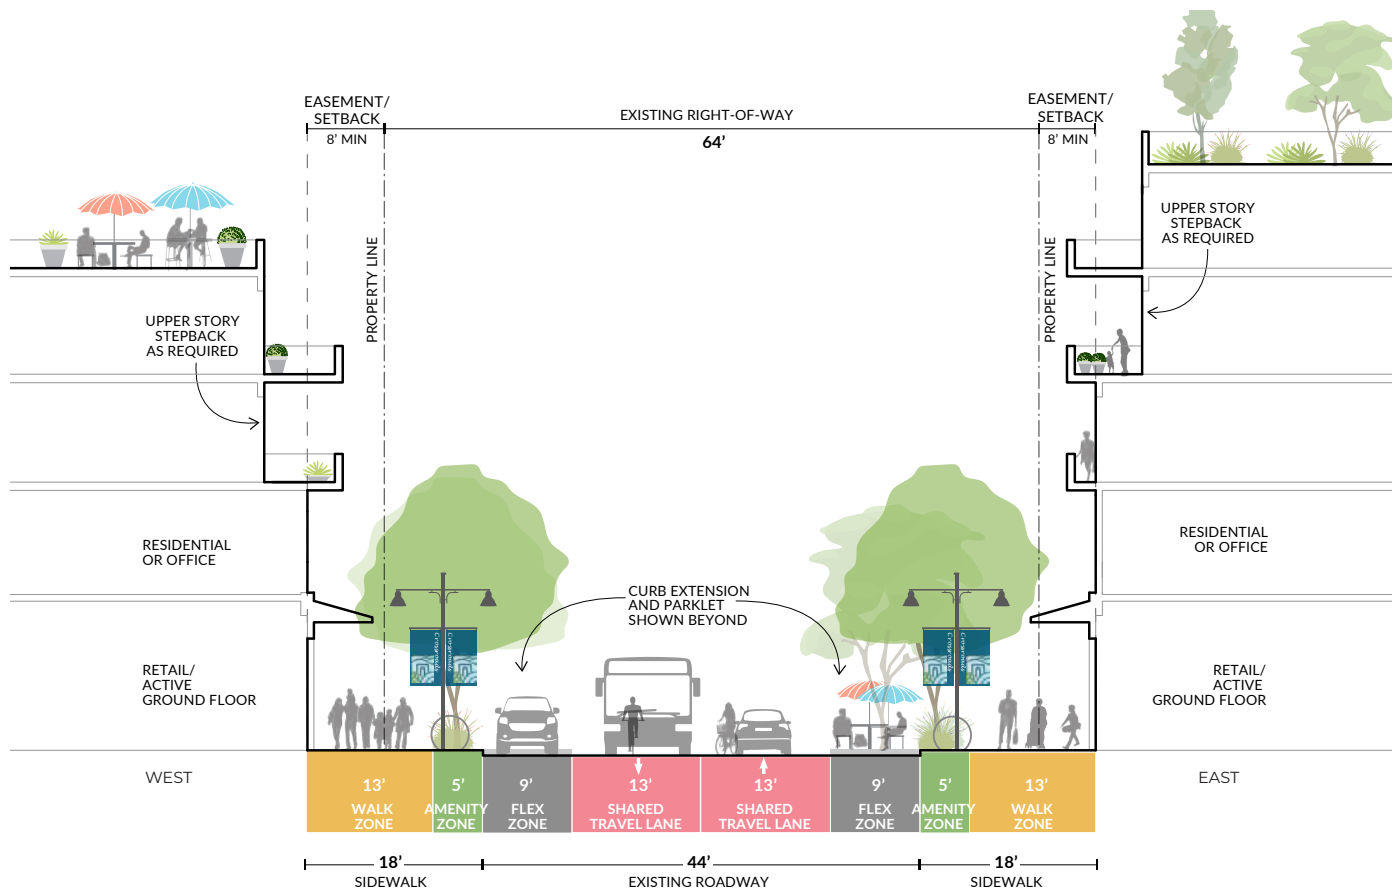 EASEMENT/
SETBACK
8’ MIN
EXISTING RIGHT-OF-WAY
64’
EASEMENT/
SETBACK
8’ MIN
PROPERTY LINE
PROPERTY LINE
UPPER STORY
STEPBACK
AS REQUIRED
UPPER STORY
STEPBACK
AS REQUIRED
RESIDENTIAL
OR OFFICE
RESIDENTIAL
OR OFFICE
CURB EXTENSION
AND PARKLET
SHOWN BEYOND
Crossroads
Crossroads
Crossroads
Crossroads
RETAIL/
ACTIVE
GROUND FLOOR
RETAIL/
ACTIVE
GROUND FLOOR
WEST
EAST
13’
WALK
ZONE
5’
AMENITY
ZONE
9’
FLEX
ZONE
13’
SHARED
TRAVEL LANE
13’
SHARED
TRAVEL LANE
9’
FLEX
ZONE
5’
AMENITY
ZONE
13’
WALK
ZONE
18’
SIDEWALK
44’
EXISTING ROADWAY
18’
SIDEWALK